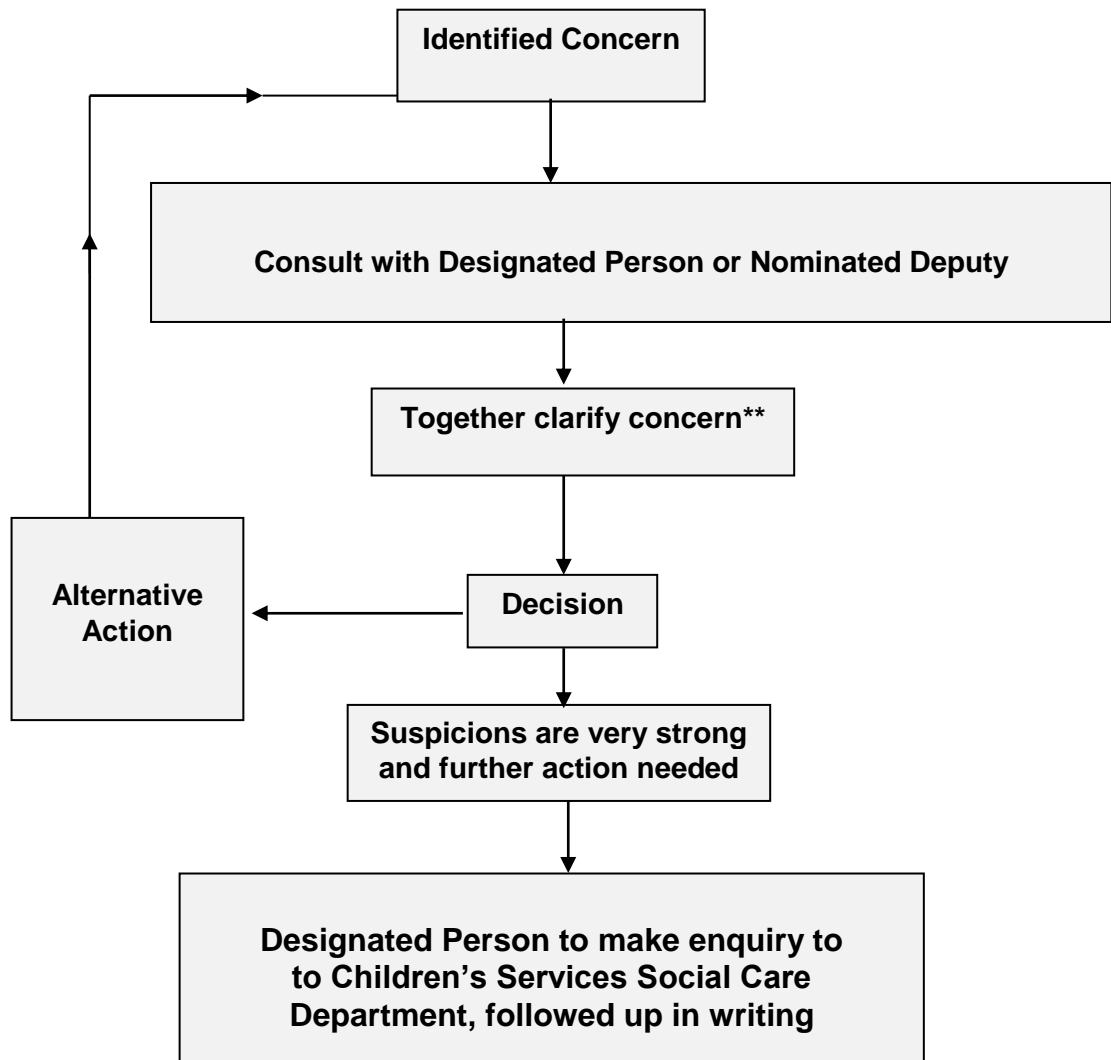 Identified Concern
Consult with Designated Person or Nominated Deputy
Together clarify concern**
Alternative
Action
Decision
Suspicions are very strong
and further action needed
Designated Person to make enquiry to
to Children’s Services Social Care
Department, followed up in writing